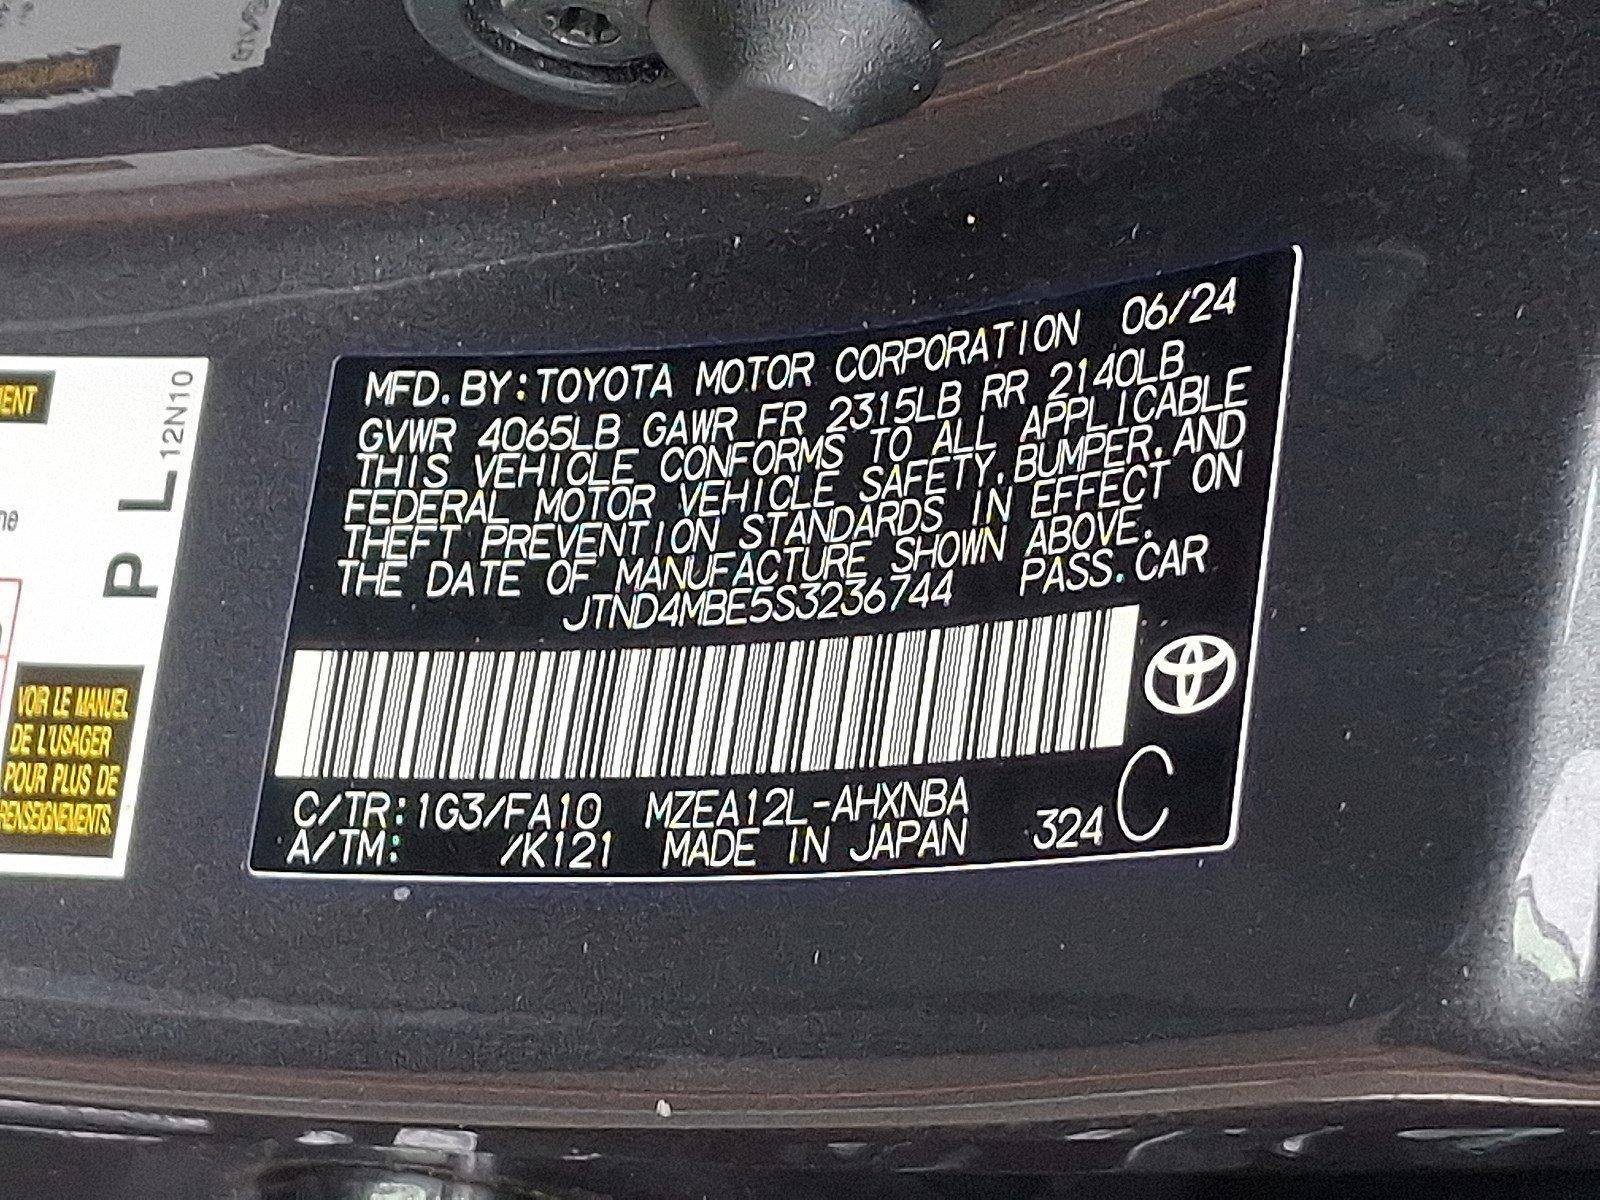 MFD.BY:TOYOTA MOTOR CORPORATION 06/24
GVWR 4065LB GAWR FR 2315LB RR 2140LB
THIS VEHICLE CONFORMS TO ALL APPLICABLE
FEDERAL MOTOR VEHICLE SAFETY,BUMPER,AND
THEFT PREVENTION STANDARDS IN EFFECT ON
THE DATE OF MANUFACTURE SHOWN ABOVE.
JTND4MBE5S3236744 PASS.CAR
C/TR:1G3/FA10 MZEA12L-AHXNBA
A/TM: /K121 MADE IN JAPAN 324 C
P L 12N10
VOIR LE MANUEL
DE L'USAGER
POUR PLUS DE
RENSEIGNEMENTS.